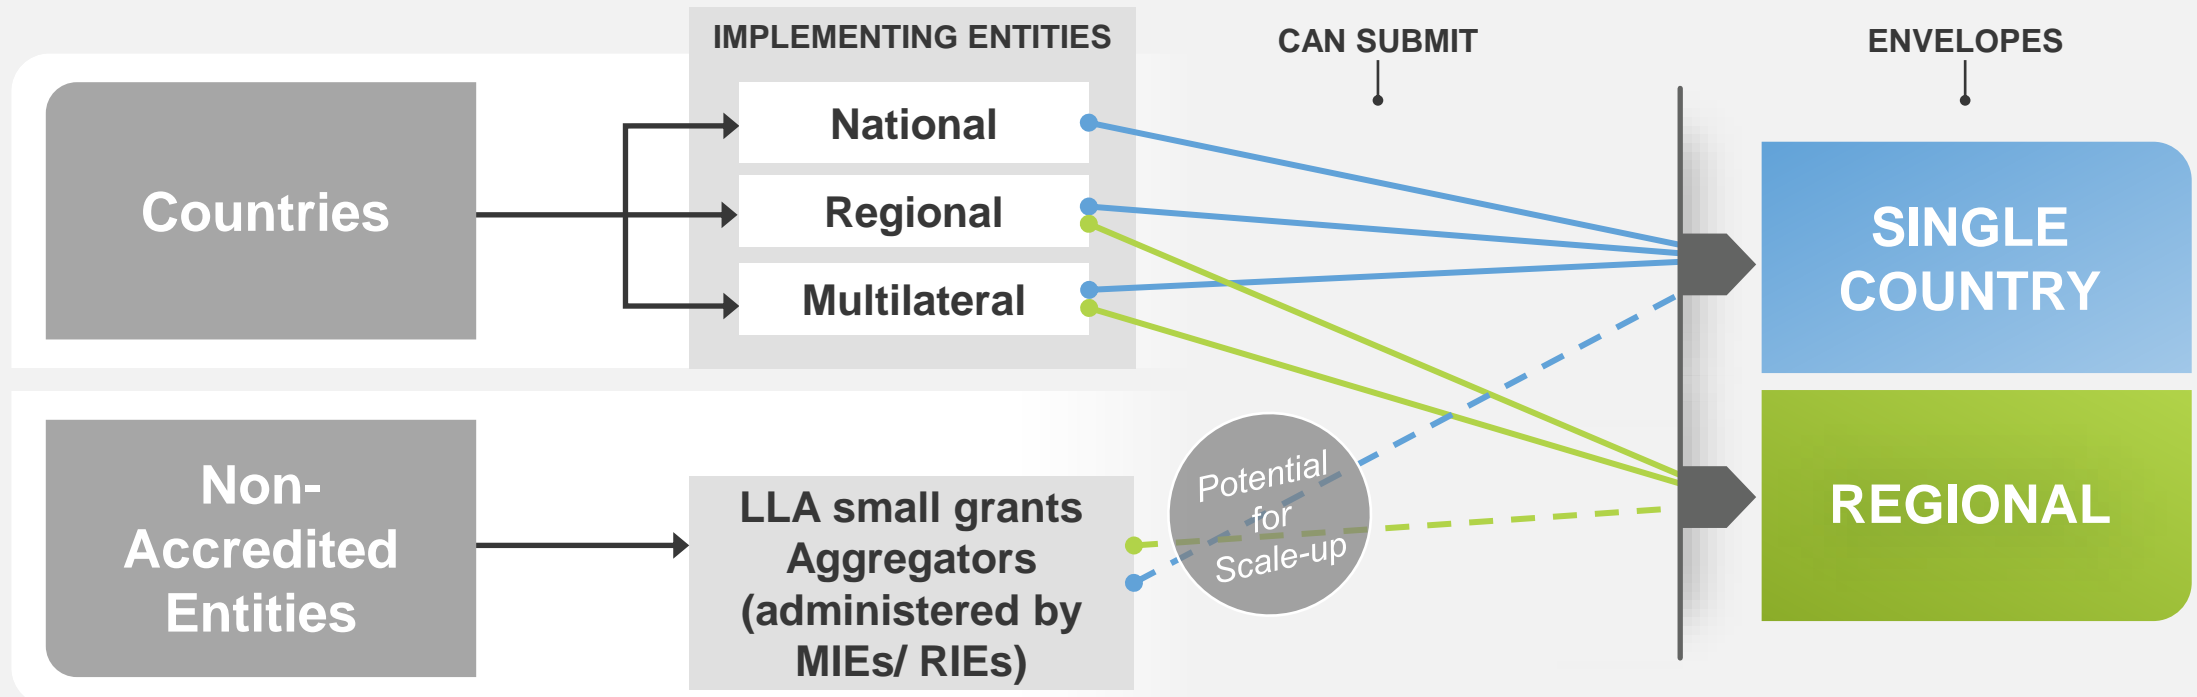 IMPLEMENTING ENTITIES
CAN SUBMIT
ENVELOPES
Countries
National
Regional
Multilateral
SINGLE
COUNTRY
Non-
Accredited
Entities
LLA small grants
Aggregators
(administered by
MIEs/ RIEs)
Potential
for
Scale-up
REGIONAL